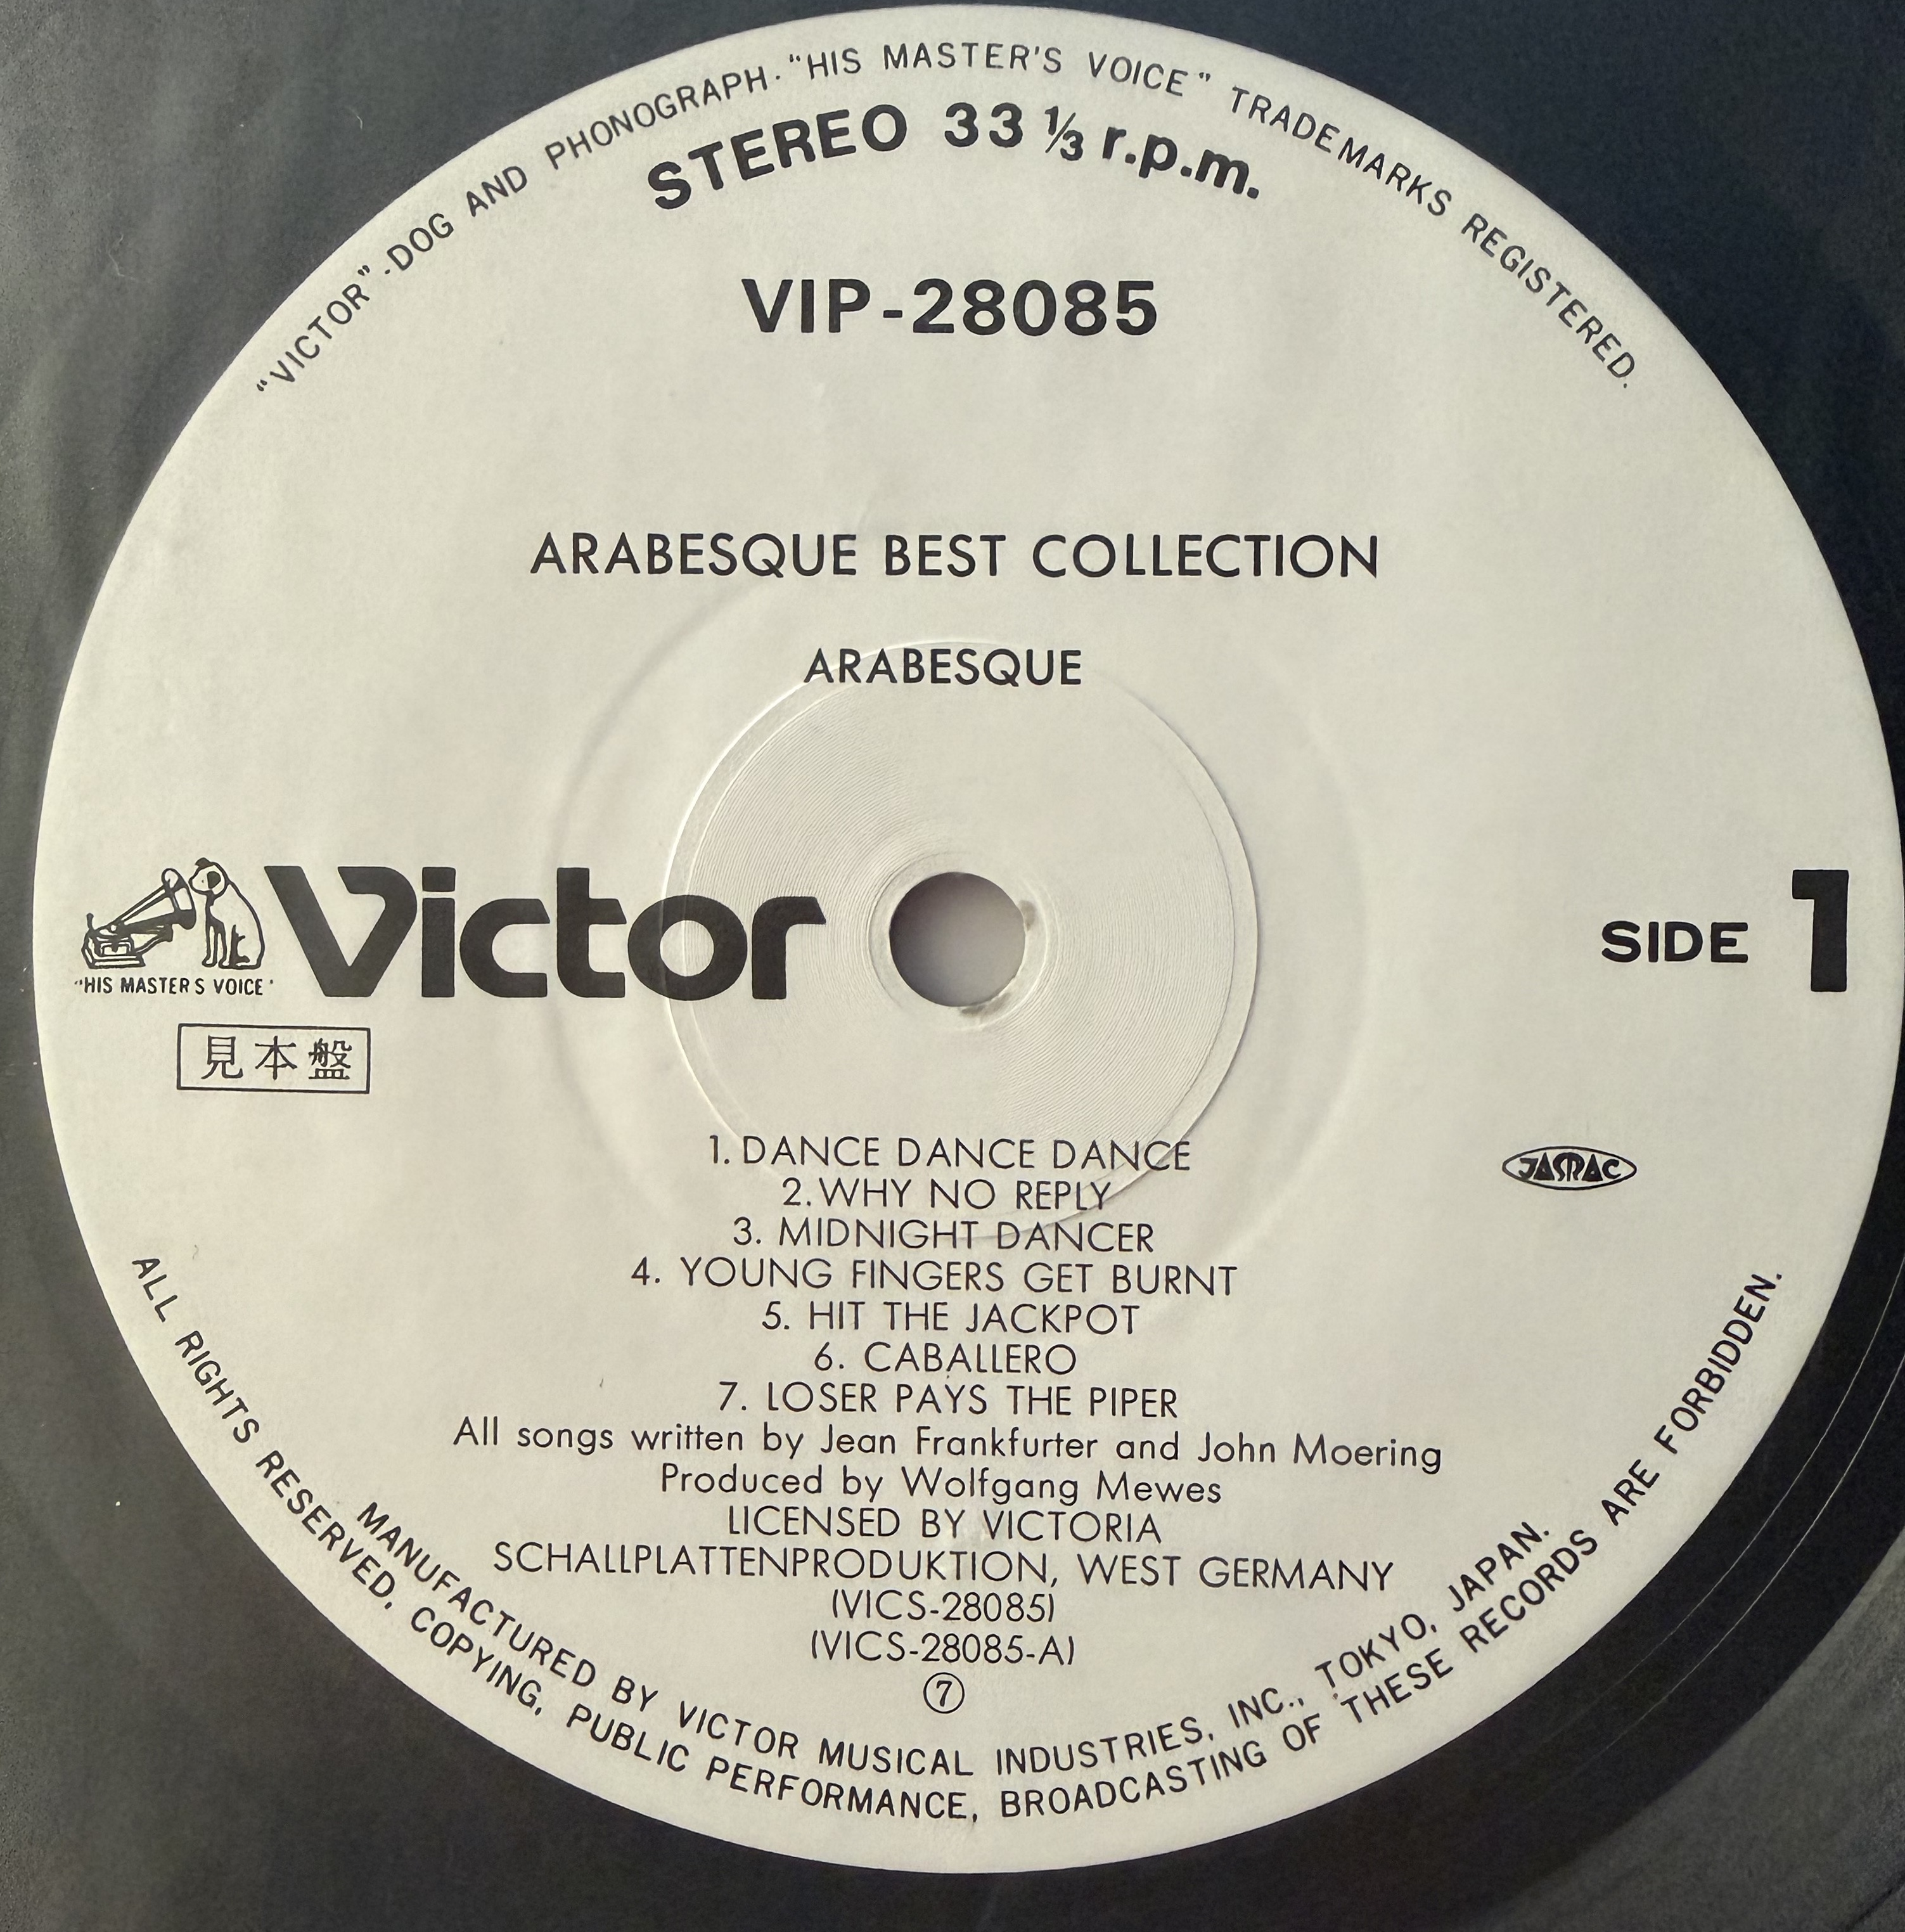 "VICTOR"-DOG AND PHONOGRAPH·"HIS MASTER'S VOICE" TRADEMARKS REGISTERED.
STEREO 33 ⅓ r.p.m.
VIP-28085
ARABESQUE BEST COLLECTION
ARABESQUE
Victor
SIDE 1
"HIS MASTER'S VOICE"
見本盤
1. DANCE DANCE DANCE
JASRAC
2. WHY NO REPLY
3. MIDNIGHT DANCER
4. YOUNG FINGERS GET BURNT
5. HIT THE JACKPOT
6. CABALLERO
7. LOSER PAYS THE PIPER
All songs written by Jean Frankfurter and John Moering
Produced by Wolfgang Mewes
LICENSED BY VICTORIA
SCHALLPLATTENPRODUKTION, WEST GERMANY
(VICS-28085)
(VICS-28085-A)
⑦
MANUFACTURED BY VICTOR MUSICAL INDUSTRIES, INC., TOKYO, JAPAN.
ALL RIGHTS RESERVED, COPYING, PUBLIC PERFORMANCE, BROADCASTING OF THESE RECORDS ARE FORBIDDEN.